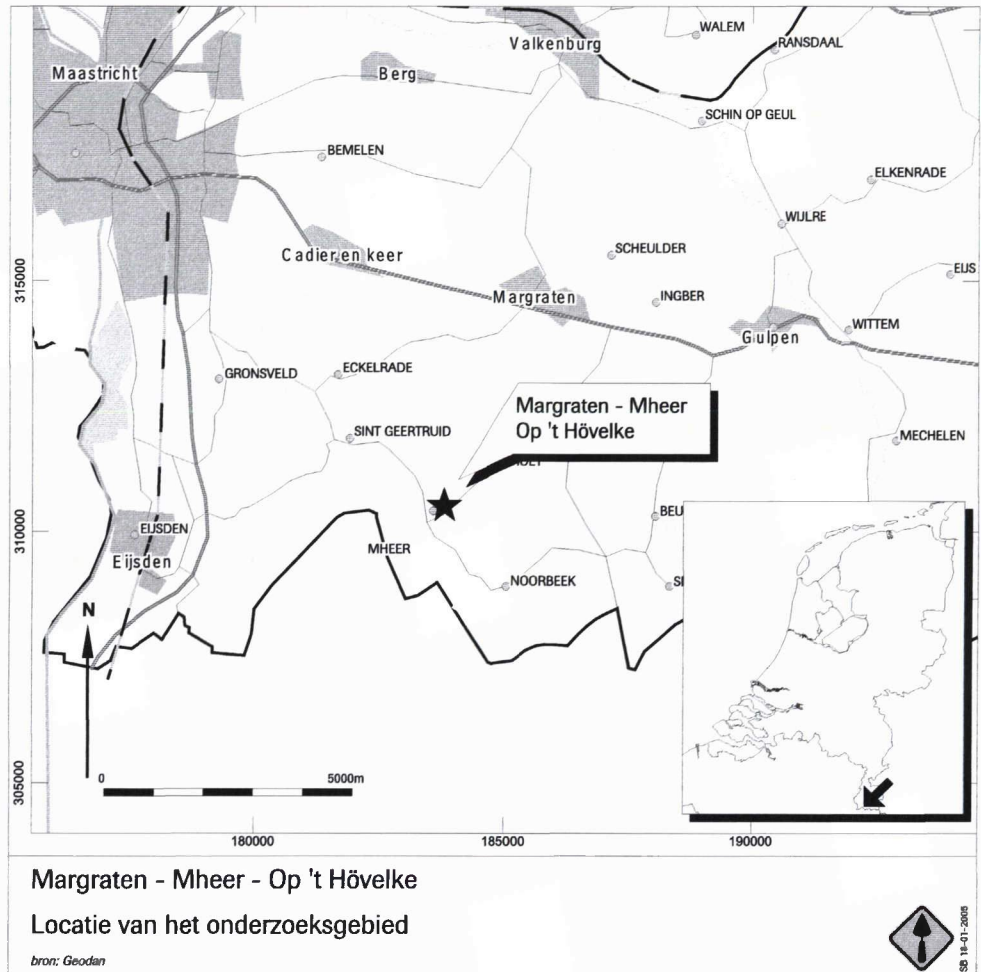 WALEM
Valkenburg
RANSDAAL
Maastricht
Berg
SCHIN OP GEUL
BEMELEN
ELKENRADE
WIJLRE
Cadier en keer
SCHEULDER
EIJS
315000
Margraten
INGBER
Gulpen
WITTEM
GRONSVELD
ECKELRADE
Margraten - Mheer
Op 't Hövelke
SINT GEERTRUID
MECHELEN
310000
EIJSDEN
BEU
MHEER
Eijsden
NOORBEEK
N
305000
0
5000m
180000
185000
190000
Margraten - Mheer - Op 't Hövelke
Locatie van het onderzoeksgebied
bron: Geodan
SB 18-01-2005